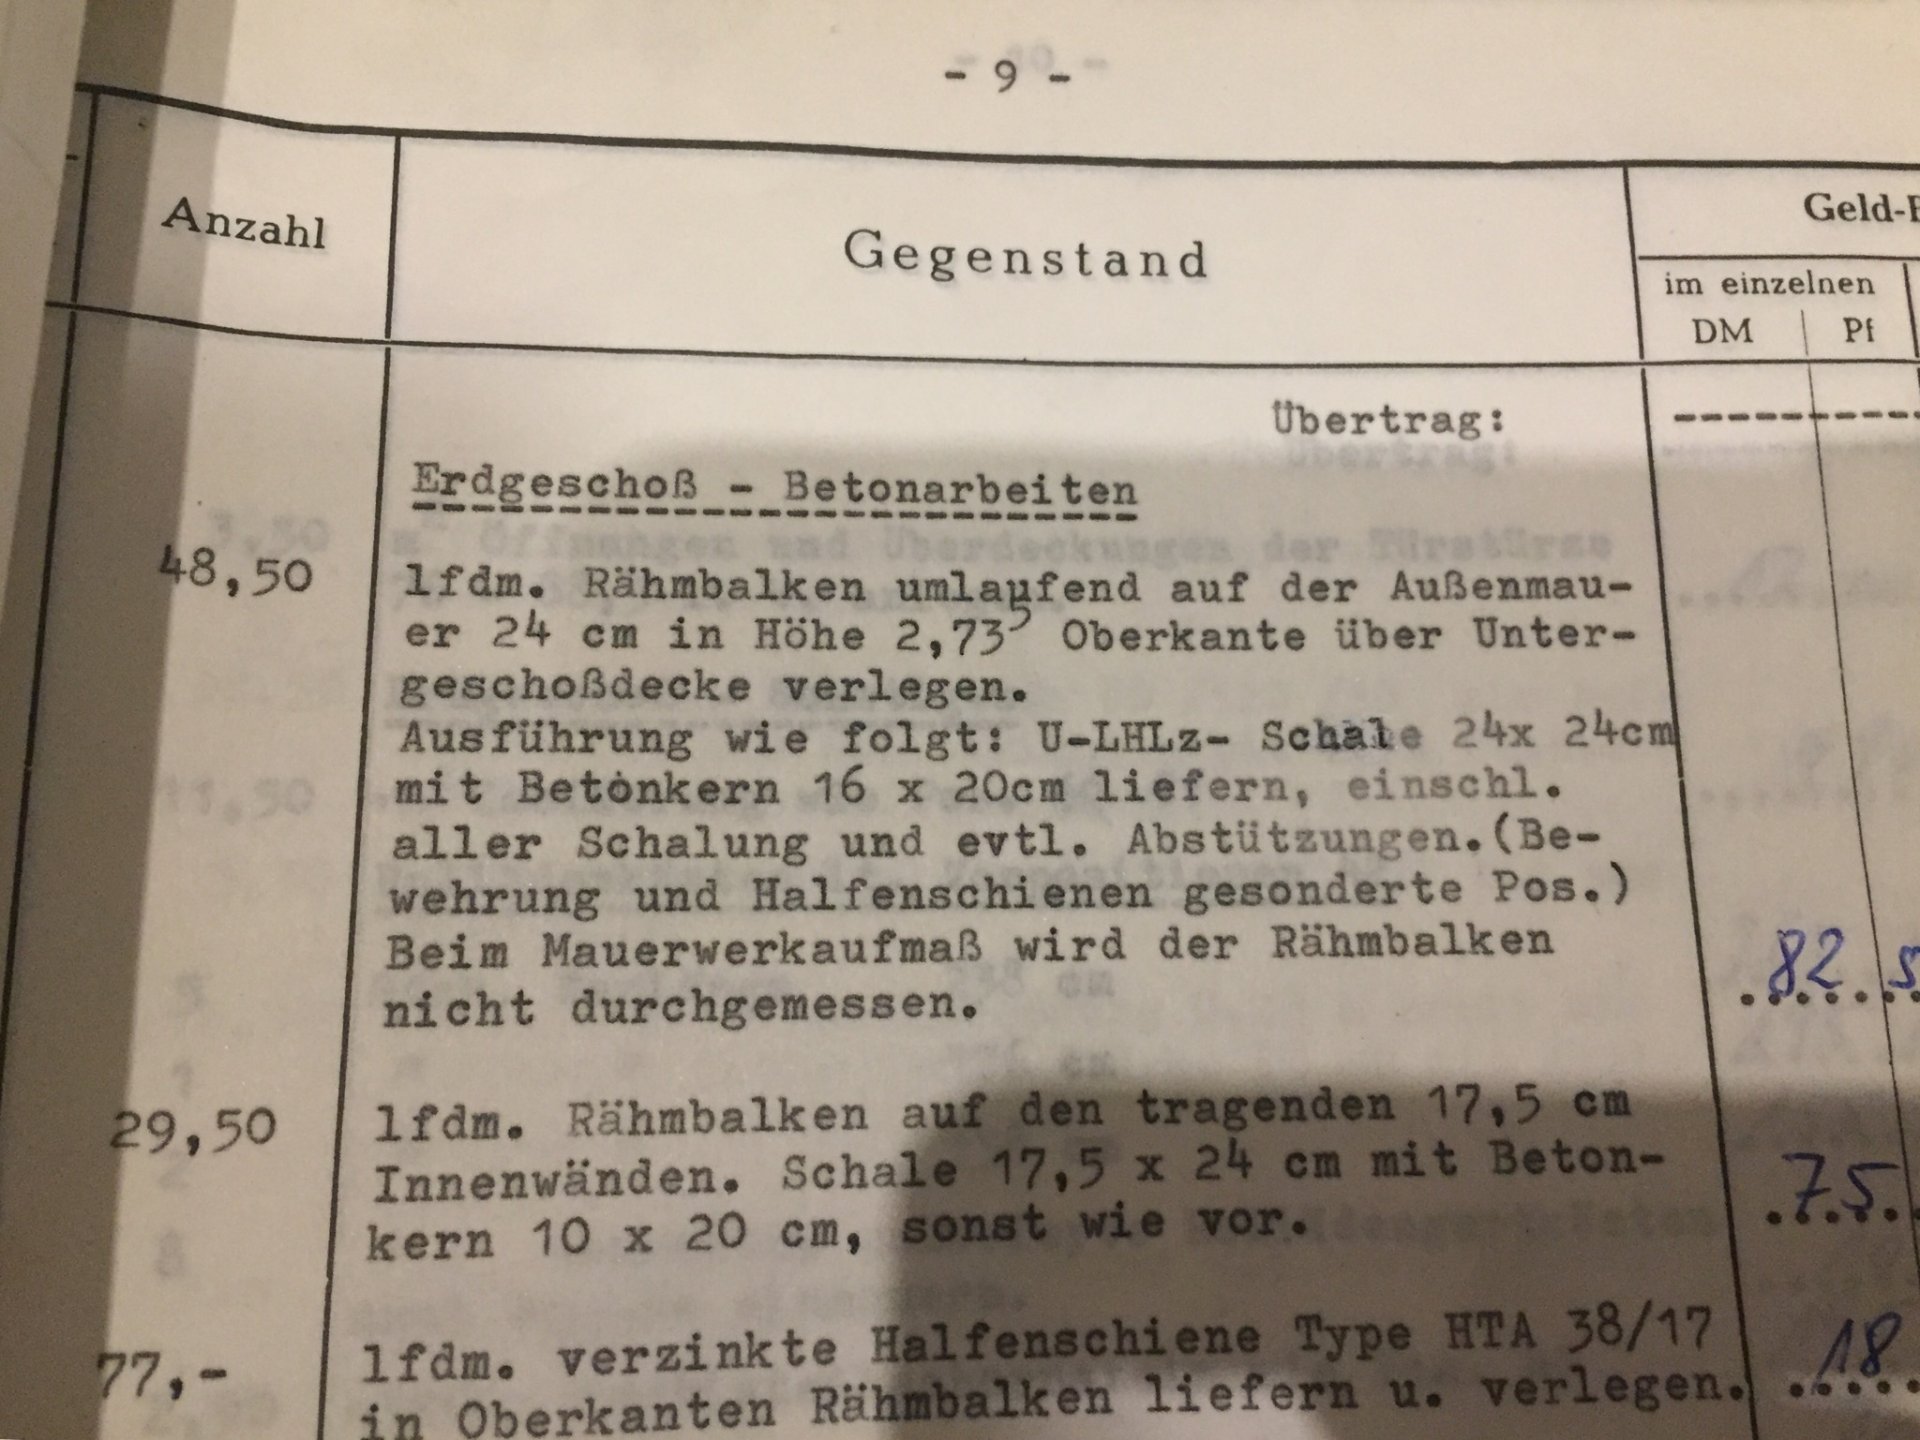 - 9 -
Anzahl
Gegenstand
Geld-
im einzelnen
DM
Pf
Übertrag:
Erdgeschoß - Betonarbeiten
48,50
lfdm. Rähmbalken umlaufend auf der Außenmau-
er 24 cm in Höhe 2,73⁵ Oberkante über Unter-
geschoßdecke verlegen.
Ausführung wie folgt: U-LHLz- Schale 24x 24cm
mit Betonkern 16 x 20cm liefern, einschl.
aller Schalung und evtl. Abstützungen.(Be-
wehrung und Halfenschienen gesonderte Pos.)
Beim Mauerwerkaufmaß wird der Rähmbalken
nicht durchgemessen.
82
29,50
lfdm. Rähmbalken auf den tragenden 17,5 cm
Innenwänden. Schale 17,5 x 24 cm mit Beton-
kern 10 x 20 cm, sonst wie vor.
75
77,-
lfdm. verzinkte Halfenschiene Type HTA 38/17
in Oberkanten Rähmbalken liefern u. verlegen.
18